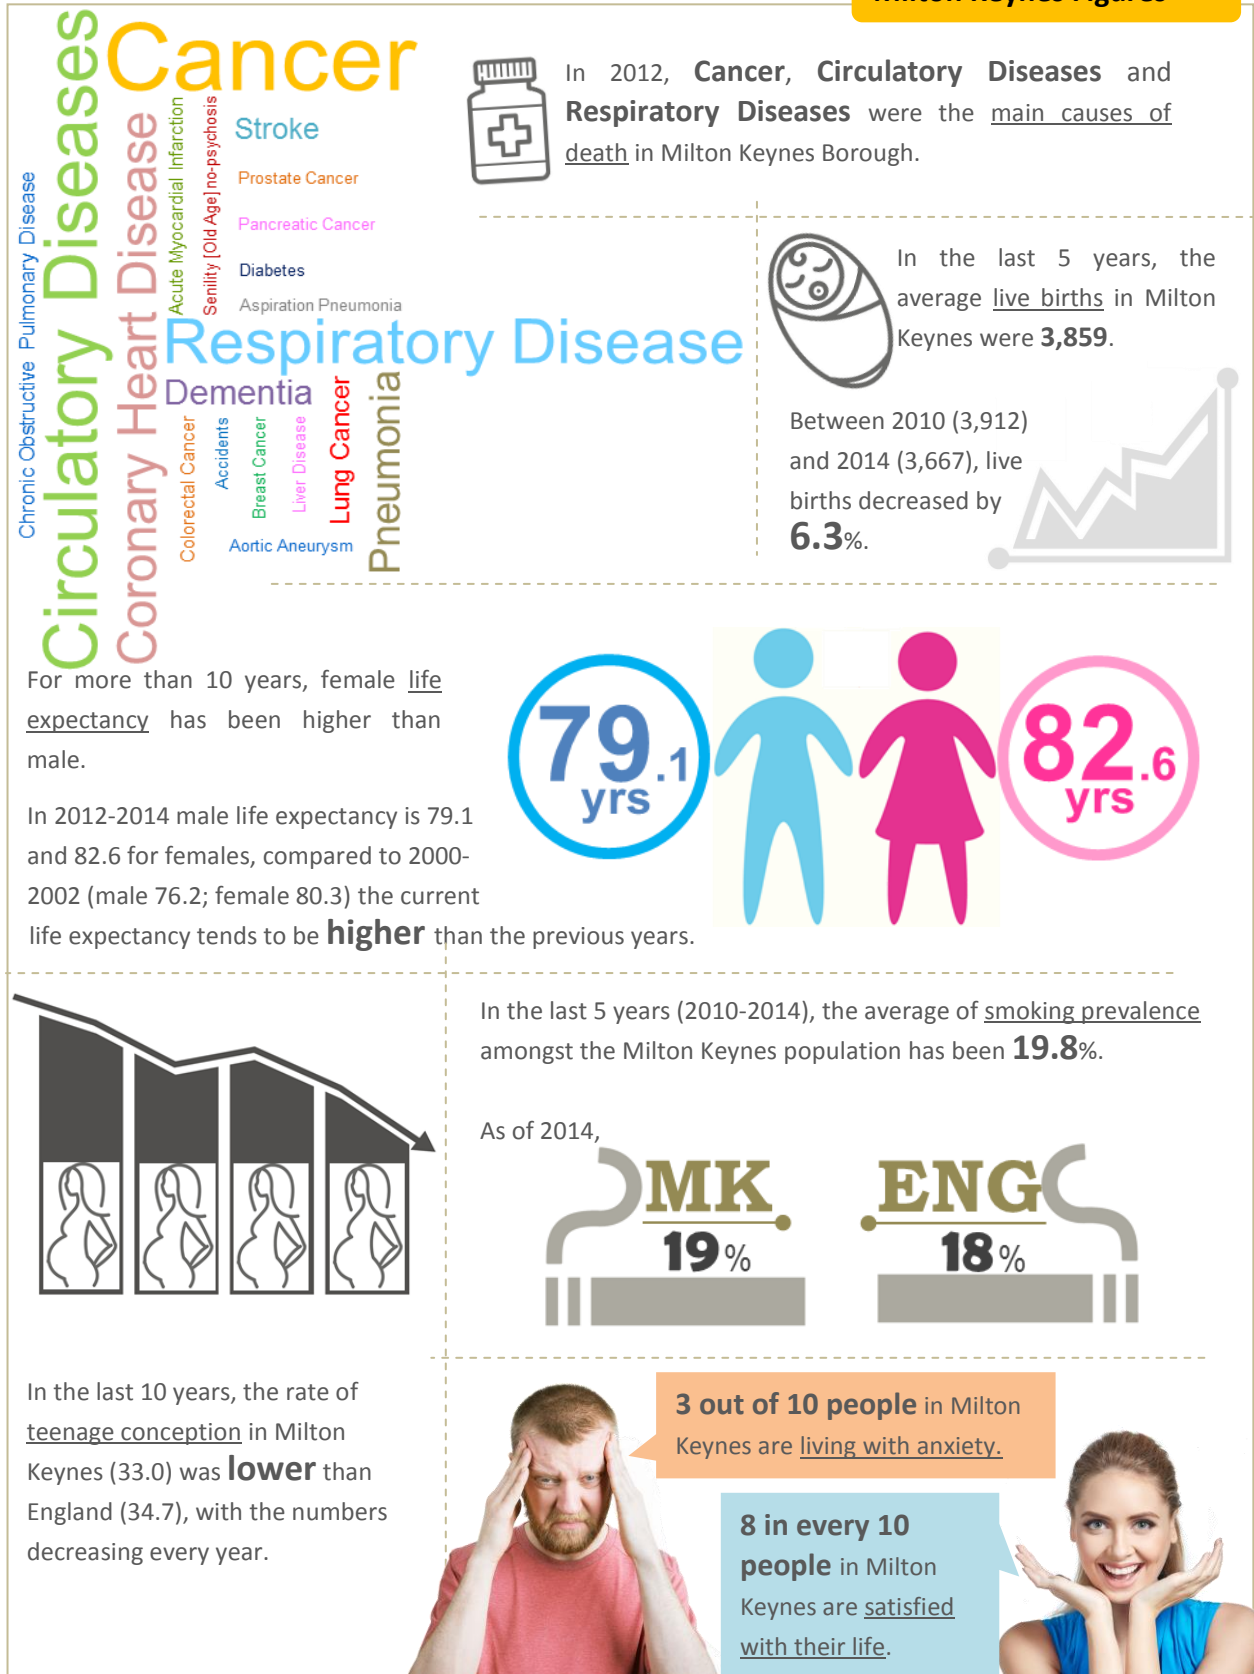 Milton Keynes Figures
Cancer
Circulatory Diseases
Coronary Heart Disease
Chronic Obstructive Pulmonary Disease
Acute Myocardial Infarction
Senility [Old Age] no-psychosis
Stroke
Prostate Cancer
Pancreatic Cancer
Diabetes
Aspiration Pneumonia
Respiratory Disease
Dementia
Colorectal Cancer
Accidents
Breast Cancer
Liver Disease
Lung Cancer
Pneumonia
Aortic Aneurysm
In 2012, Cancer, Circulatory Diseases and
Respiratory Diseases were the main causes of
death in Milton Keynes Borough.
In the last 5 years, the
average live births in Milton
Keynes were 3,859.
Between 2010 (3,912)
and 2014 (3,667), live
births decreased by
6.3%.
For more than 10 years, female life
expectancy has been higher than
male.
In 2012-2014 male life expectancy is 79.1
and 82.6 for females, compared to 2000-
2002 (male 76.2; female 80.3) the current
life expectancy tends to be higher than the previous years.
79.1
yrs
82.6
yrs
In the last 5 years (2010-2014), the average of smoking prevalence
amongst the Milton Keynes population has been 19.8%.
As of 2014,
MK
19%
ENG
18%
In the last 10 years, the rate of
teenage conception in Milton
Keynes (33.0) was lower than
England (34.7), with the numbers
decreasing every year.
3 out of 10 people in Milton
Keynes are living with anxiety.
8 in every 10
people in Milton
Keynes are satisfied
with their life.